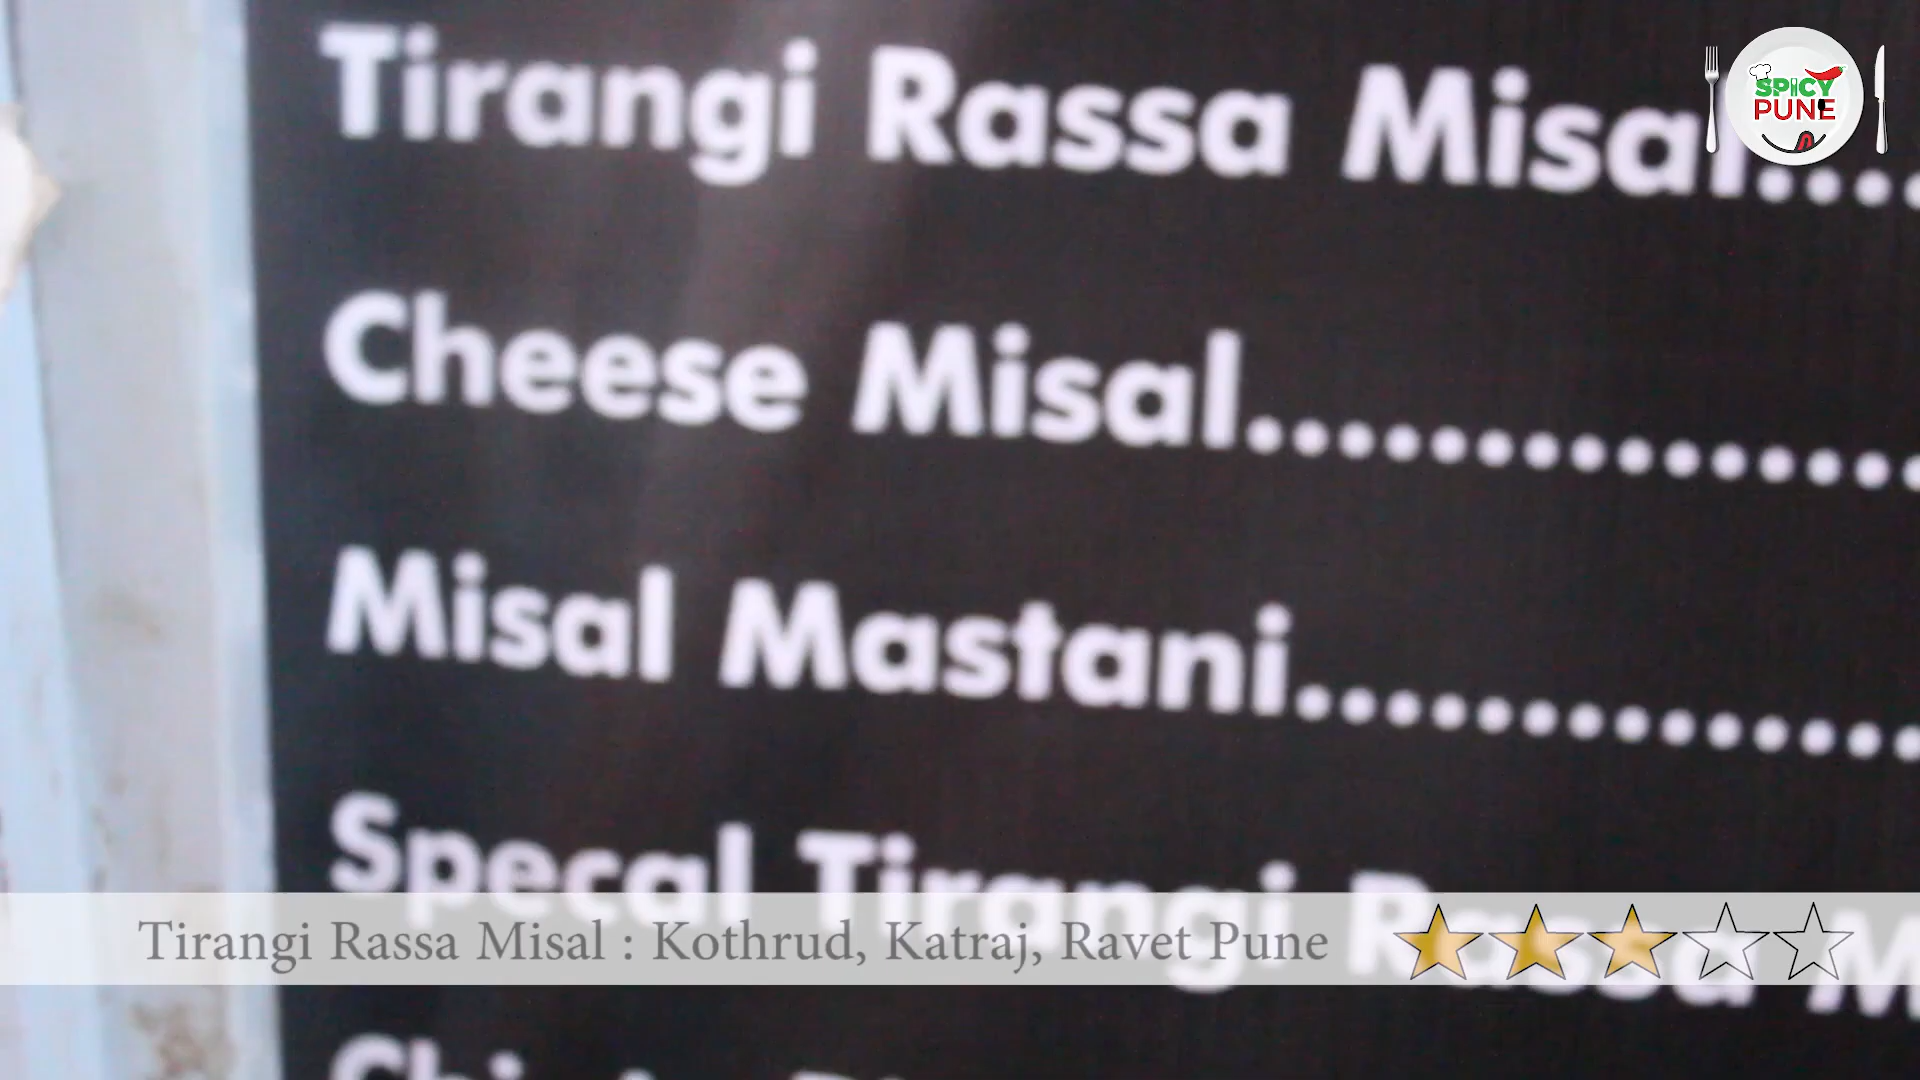 Tirangi Rassa Misal....
SPiCY
PUNE
Cheese Misal...............
Misal Mastani..............
Specal Tirangi Rassa M
Tirangi Rassa Misal : Kothrud, Katraj, Ravet Pune